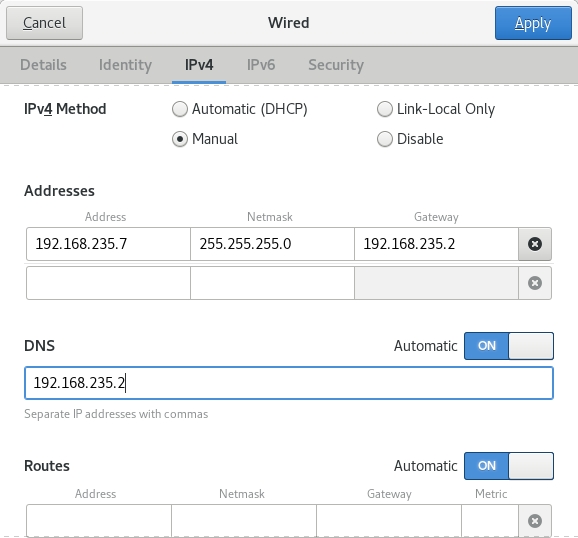 Cancel Wired Apply
Details Identity IPv4 IPv6 Security
IPv4 Method Automatic (DHCP) Link-Local Only
Manual Disable
Addresses
Address Netmask Gateway
192.168.235.7 255.255.255.0 192.168.235.2
DNS Automatic ON
192.168.235.2
Separate IP addresses with commas
Routes Automatic ON
Address Netmask Gateway Metric